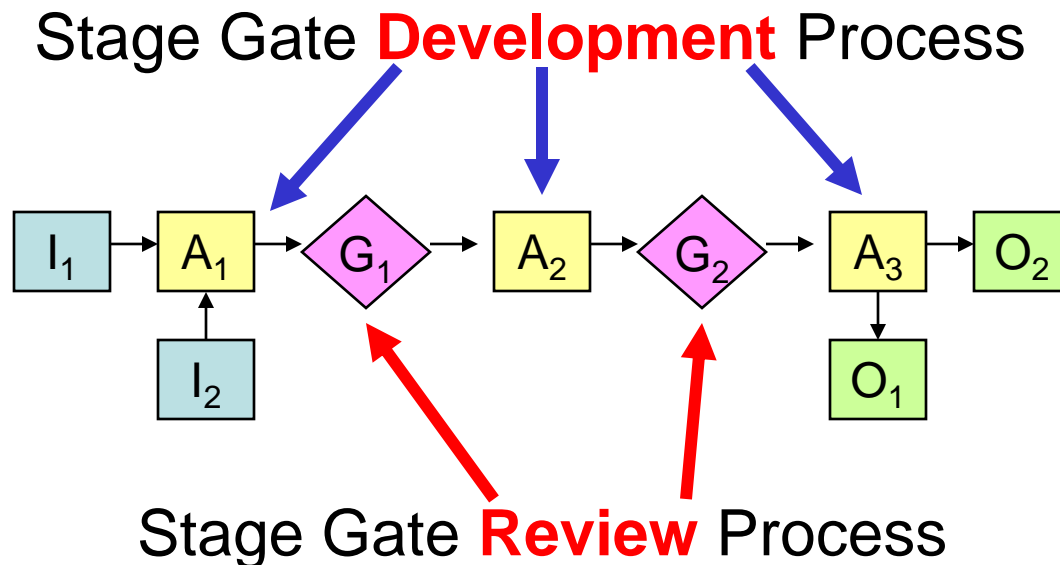 Stage Gate Development Process
I₁ A₁ G₁ A₂ G₂ A₃ O₂
I₂ O₁
Stage Gate Review Process